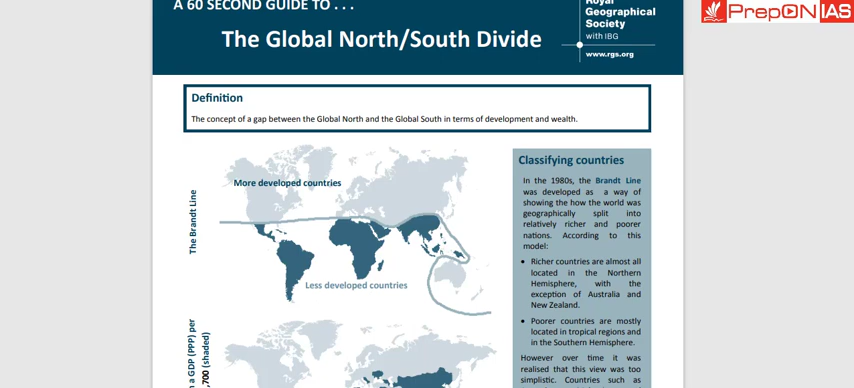 A 60 SECOND GUIDE TO . . .
The Global North/South Divide
Royal
Geographical
Society
with IBG
www.rgs.org
PrepON IAS
Definition
The concept of a gap between the Global North and the Global South in terms of development and wealth.
The Brandt Line
More developed countries
Less developed countries
a GDP (PPP) per
,700 (shaded)
Classifying countries
In the 1980s, the Brandt Line
was developed as a way of
showing the how the world was
geographically split into
relatively richer and poorer
nations. According to this
model:
• Richer countries are almost all
located in the Northern
Hemisphere, with the
exception of Australia and
New Zealand.
• Poorer countries are mostly
located in tropical regions and
in the Southern Hemisphere.
However over time it was
realised that this view was too
simplistic. Countries such as